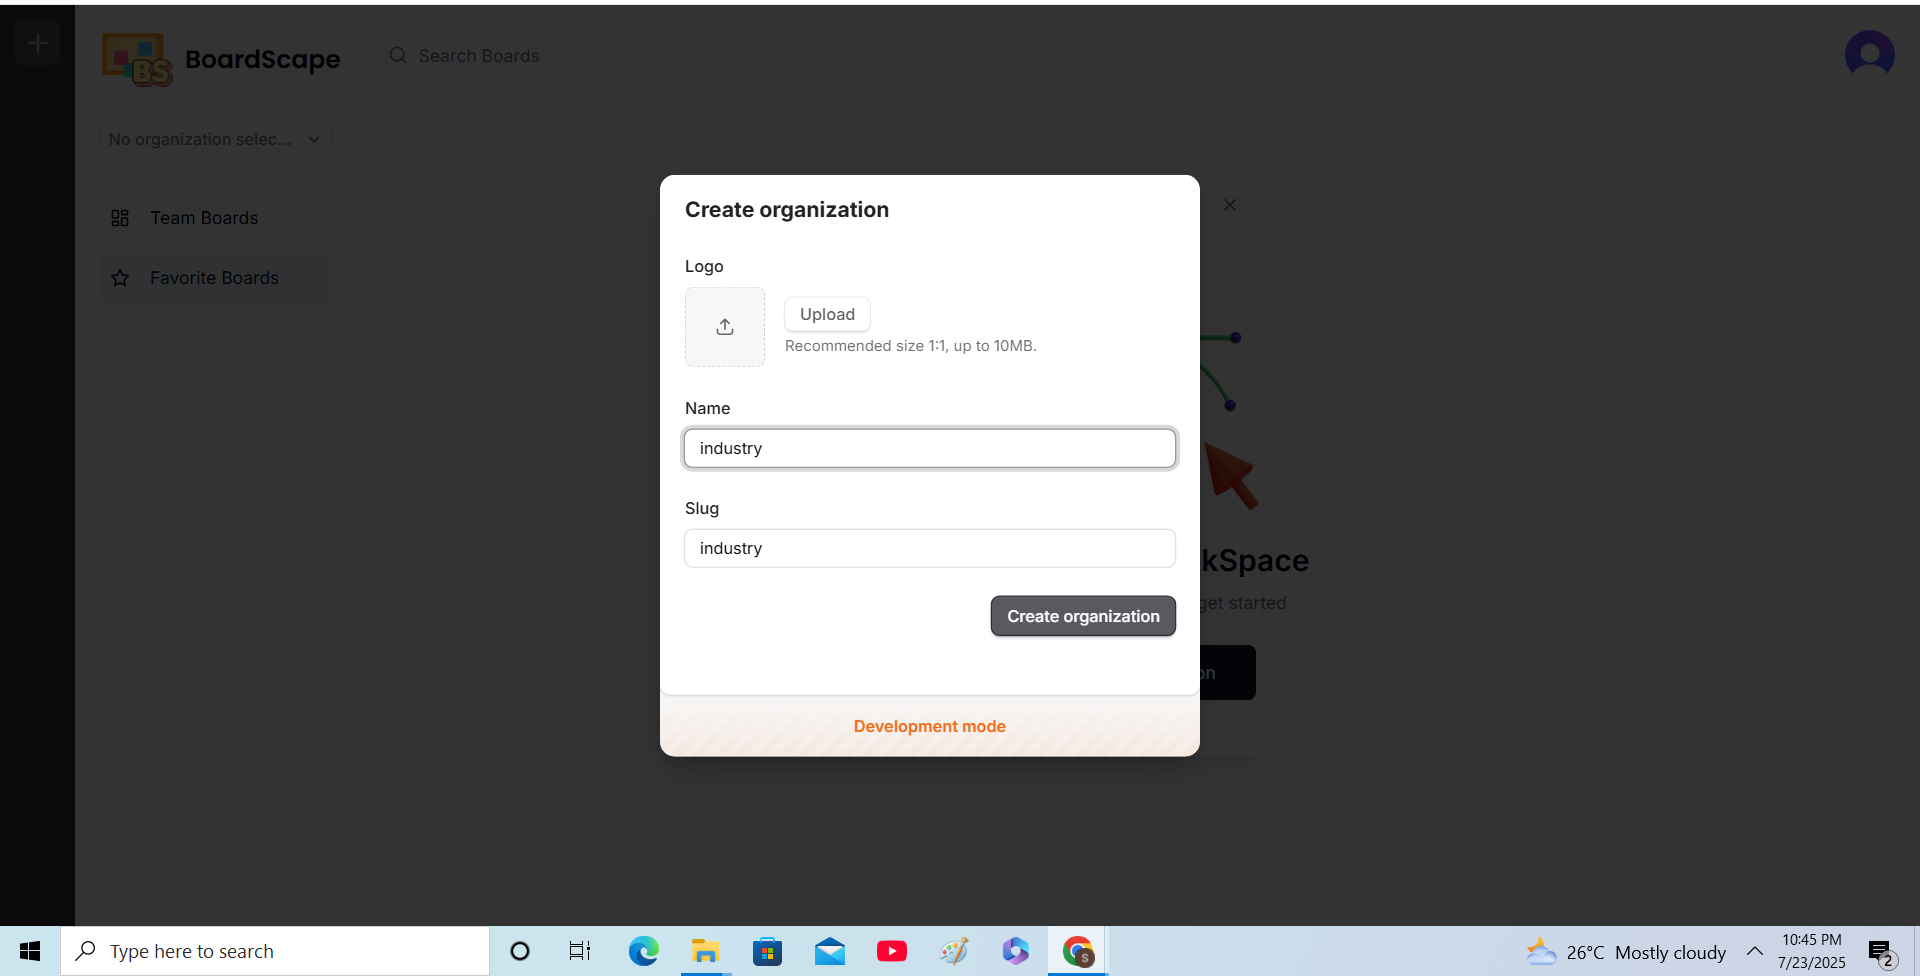 BS
BoardScape
Search Boards
No organization selec...
Team Boards
Favorite Boards
Create organization
Logo
Upload
Recommended size 1:1, up to 10MB.
Name
industry
Slug
industry
Create organization
Development mode
kSpace
get started
on
Type here to search
S
26°C Mostly cloudy
10:45 PM
7/23/2025
2